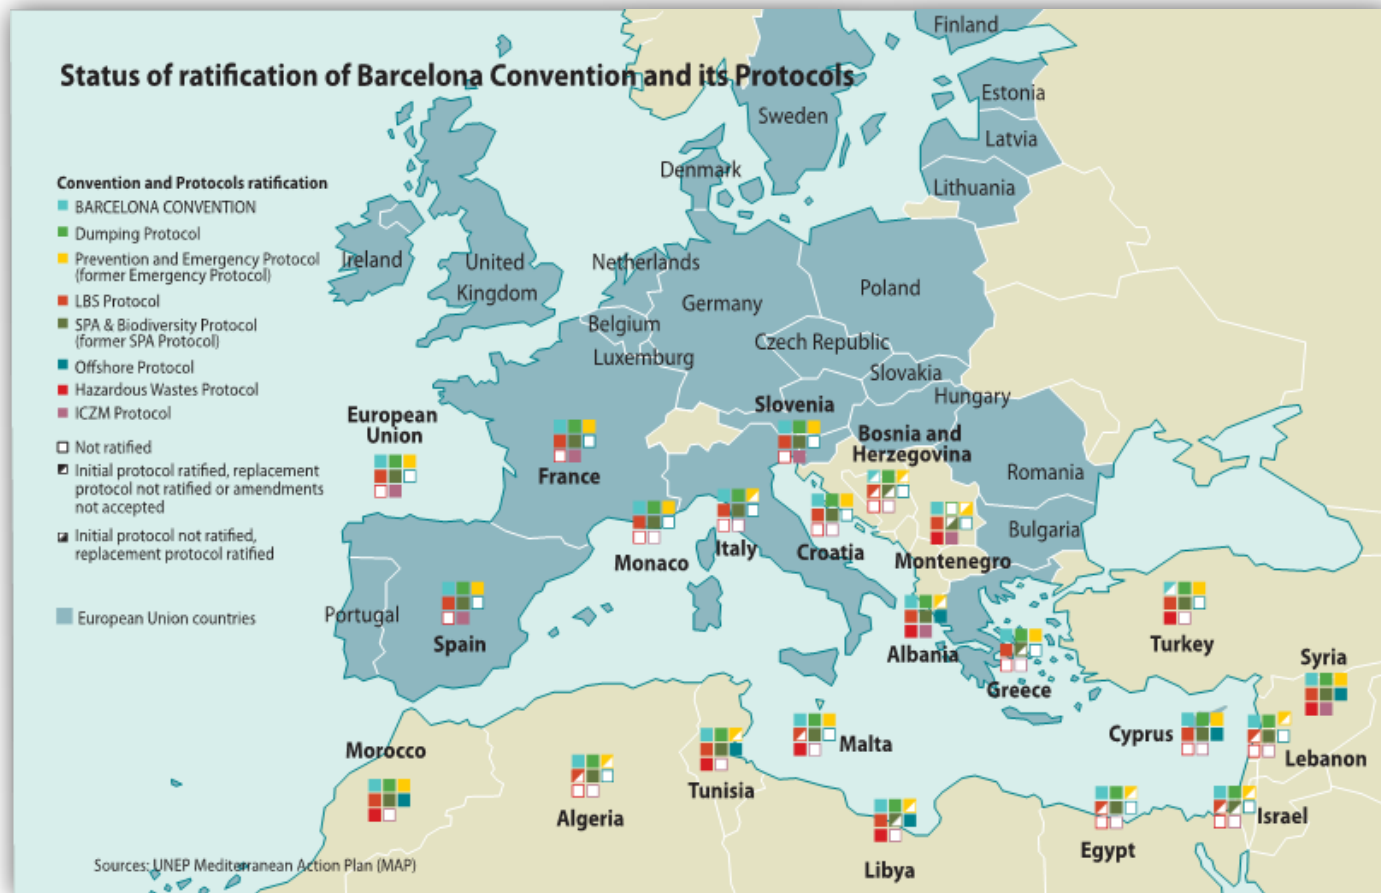 Status of ratification of Barcelona Convention and its Protocols
Convention and Protocols ratification
BARCELONA CONVENTION
Dumping Protocol
Prevention and Emergency Protocol
(former Emergency Protocol)
LBS Protocol
SPA & Biodiversity Protocol
(former SPA Protocol)
Offshore Protocol
Hazardous Wastes Protocol
ICZM Protocol
Not ratified
Initial protocol ratified, replacement
protocol not ratified or amendments
not accepted
Initial protocol not ratified,
replacement protocol ratified
European Union countries
Finland
Estonia
Sweden
Latvia
Denmark
Lithuania
Ireland
United
Kingdom
Netherlands
Poland
Germany
Belgium
Czech Republic
Luxemburg
Slovakia
Hungary
Slovenia
European
Union
Bosnia and
Herzegovina
France
Romania
Bulgaria
Monaco
Italy
Croatia
Montenegro
Portugal
Spain
Albania
Turkey
Greece
Syria
Cyprus
Lebanon
Malta
Morocco
Tunisia
Algeria
Israel
Egypt
Libya
Sources: UNEP Mediterranean Action Plan (MAP)